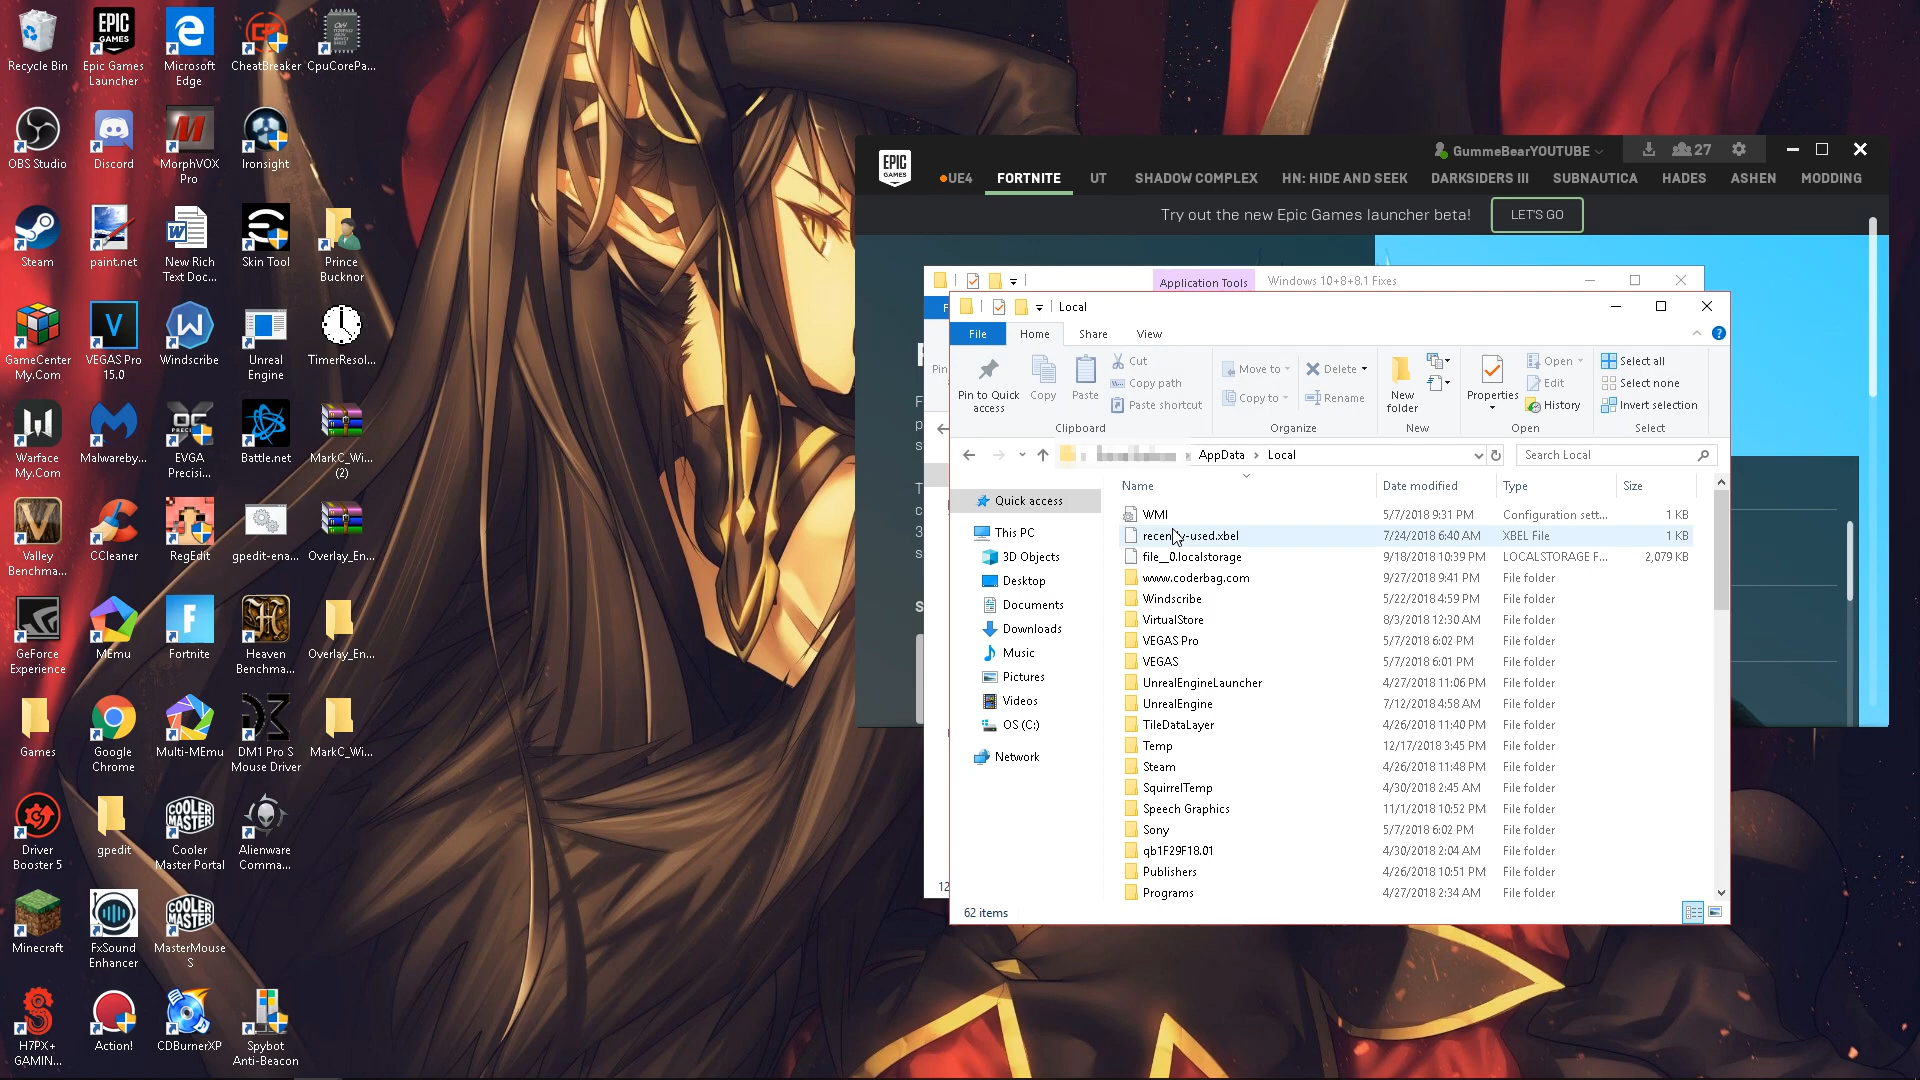 Recycle Bin
Epic Games
Launcher
Microsoft
Edge
CheatBreaker
CpuCorePa...
OBS Studio
Discord
MorphVOX
Pro
Ironsight
Steam
paint.net
New Rich
Text Doc...
Skin Tool
Prince
Bucknor
GameCenter
My.Com
VEGAS Pro
15.0
Windscribe
Unreal
Engine
TimerResol...
Warface
My.Com
Malwareby...
EVGA
Precisi...
Battle.net
MarkC_Wi...
(2)
Valley
Benchma...
CCleaner
RegEdit
gpedit-ena...
Overlay_En...
GeForce
Experience
MEmu
Fortnite
Heaven
Benchma...
Overlay_En...
Games
Google
Chrome
Multi-MEmu
DM1 Pro S
Mouse Driver
MarkC_Wi...
Driver
Booster 5
gpedit
Cooler
Master Portal
Alienware
Comma...
Minecraft
FxSound
Enhancer
MasterMouse
S
H7PX+
GAMIN...
Action!
CDBurnerXP
Spybot
Anti-Beacon
EPIC
GAMES
GummeBearYOUTUBE
27
UE4
FORTNITE
UT
SHADOW COMPLEX
HN: HIDE AND SEEK
DARKSIDERS III
SUBNAUTICA
HADES
ASHEN
MODDING
Try out the new Epic Games launcher beta!
LET'S GO
Application Tools
Windows 10+8+8.1 Fixes
Local
File
Home
Share
View
Pin to Quick
access
Copy
Paste
Cut
Copy path
Paste shortcut
Clipboard
Move to
Copy to
Delete
Rename
Organize
New
folder
New
Properties
Open
Edit
History
Open
Select all
Select none
Invert selection
Select
AppData > Local
Search Local
Quick access
This PC
3D Objects
Desktop
Documents
Downloads
Music
Pictures
Videos
OS (C:)
Network
Name Date modified Type Size
WMI 5/7/2018 9:31 PM Configuration sett... 1 KB
7/24/2018 6:40 AM XBEL File 1 KB
file__0.localstorage 9/18/2018 10:39 PM LOCALSTORAGE F... 2,079 KB
www.coderbag.com 9/27/2018 9:41 PM File folder
Windscribe 5/22/2018 4:59 PM File folder
VirtualStore 8/3/2018 12:30 AM File folder
VEGAS Pro 5/7/2018 6:02 PM File folder
VEGAS 5/7/2018 6:01 PM File folder
UnrealEngineLauncher 4/27/2018 11:06 PM File folder
UnrealEngine 7/12/2018 4:58 AM File folder
TileDataLayer 4/26/2018 11:40 PM File folder
Temp 12/17/2018 3:45 PM File folder
Steam 4/26/2018 11:48 PM File folder
SquirrelTemp 4/30/2018 2:45 AM File folder
Speech Graphics 11/1/2018 10:52 PM File folder
Sony 5/7/2018 6:02 PM File folder
qb1F29F18.01 4/30/2018 2:04 AM File folder
Publishers 4/26/2018 10:51 PM File folder
Programs 4/27/2018 2:34 AM File folder
62 items